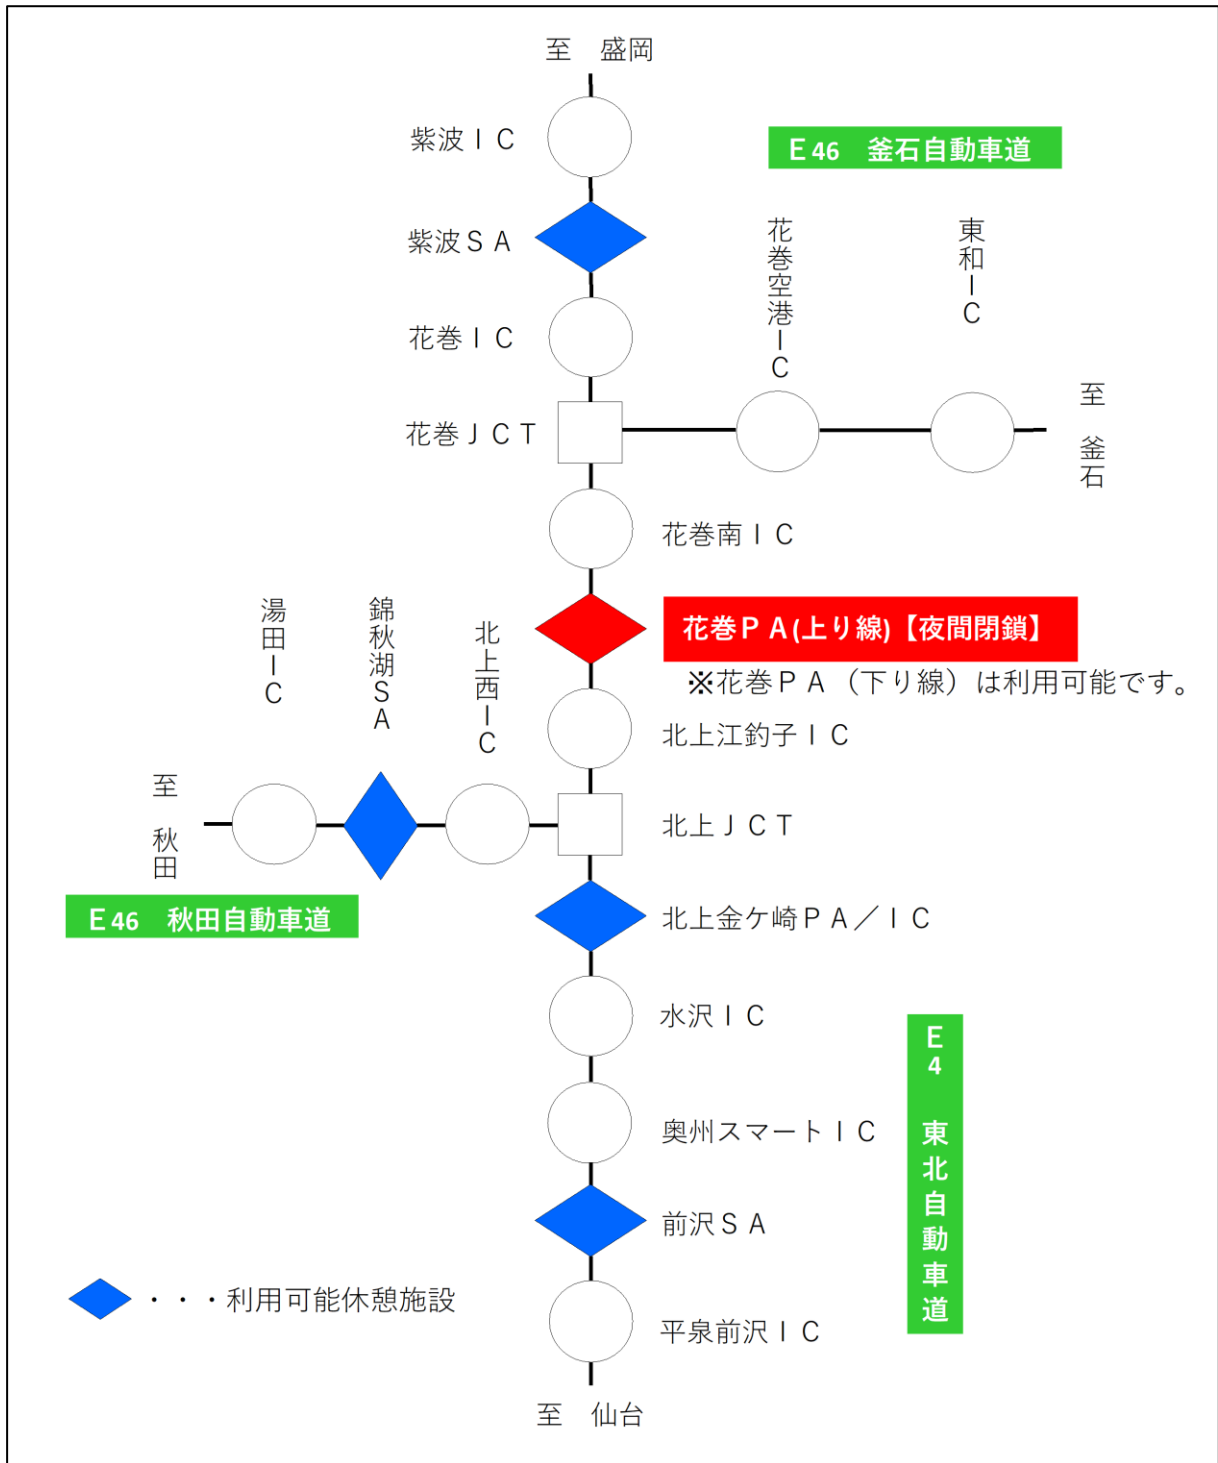 至　盛岡
紫波ＩＣ
E 46　釜石自動車道
紫波ＳＡ
花巻空港ＩＣ
東和ＩＣ
花巻ＩＣ
花巻ＪＣＴ
至　釜石
花巻南ＩＣ
湯田ＩＣ
錦秋湖ＳＡ
北上西ＩＣ
花巻ＰＡ(上り線)【夜間閉鎖】
※花巻ＰＡ（下り線）は利用可能です。
北上江釣子ＩＣ
至　秋田
北上ＪＣＴ
E 46　秋田自動車道
北上金ケ崎ＰＡ／ＩＣ
水沢ＩＣ
E4　東北自動車道
奥州スマートＩＣ
前沢ＳＡ
・・・利用可能休憩施設
平泉前沢ＩＣ
至　仙台